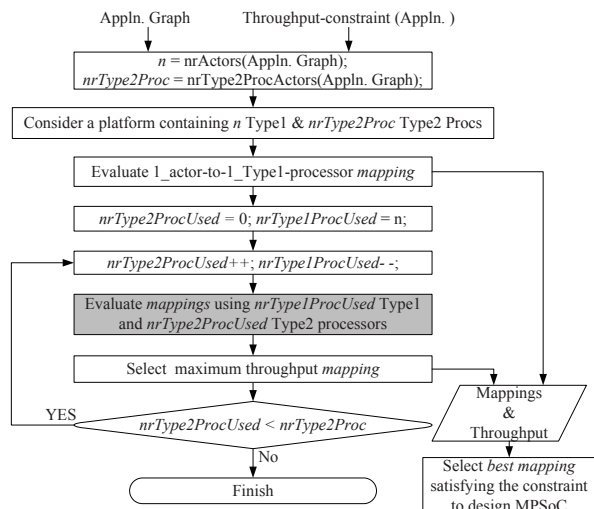 Appln. Graph
Throughput-constraint (Appln. )
n = nrActors(Appln. Graph);
nrType2Proc = nrType2ProcActors(Appln. Graph);
Consider a platform containing n Type1 & nrType2Proc Type2 Procs
Evaluate 1_actor-to-1_Type1-processor mapping
nrType2ProcUsed = 0; nrType1ProcUsed = n;
nrType2ProcUsed++; nrType1ProcUsed- -;
Evaluate mappings using nrType1ProcUsed Type1
and nrType2ProcUsed Type2 processors
Select maximum throughput mapping
YES
nrType2ProcUsed < nrType2Proc
No
Finish
Mappings
&
Throughput
Select best mapping
satisfying the constraint
to design MPSoC